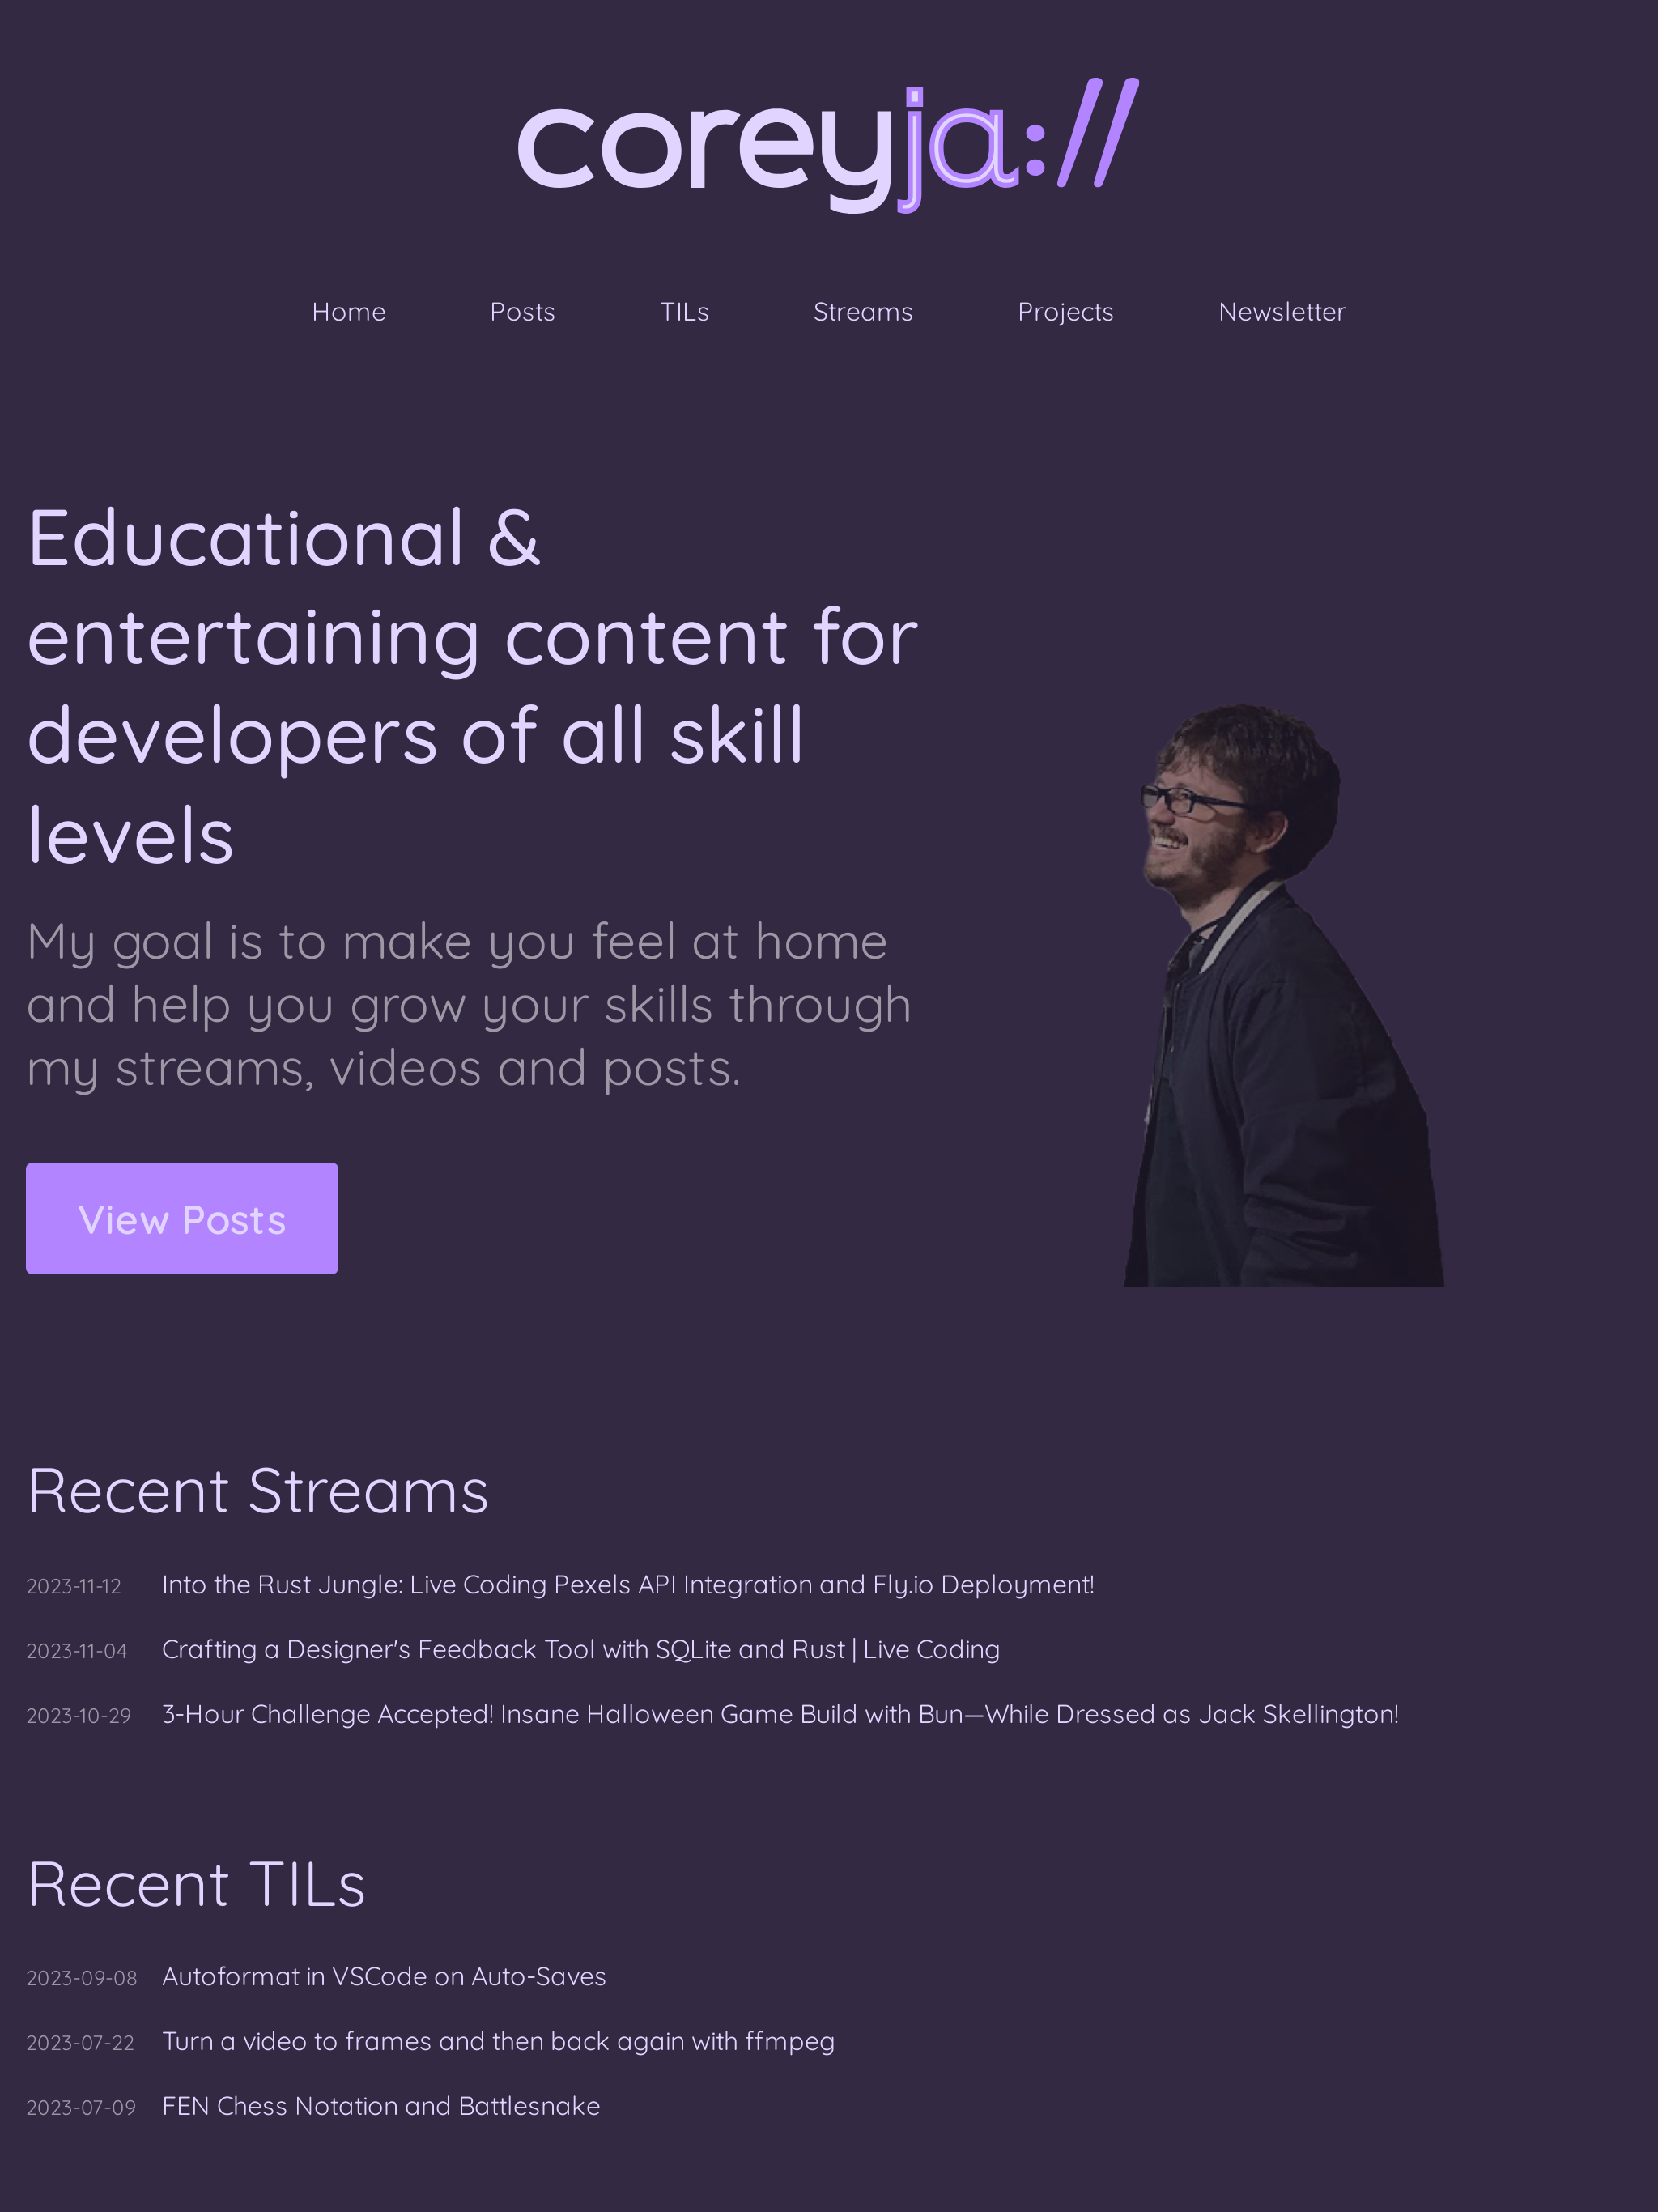 coreyja://
Home Posts TILs Streams Projects Newsletter
Educational &
entertaining content for
developers of all skill
levels
My goal is to make you feel at home
and help you grow your skills through
my streams, videos and posts.
View Posts
Recent Streams
2023-11-12 Into the Rust Jungle: Live Coding Pexels API Integration and Fly.io Deployment!
2023-11-04 Crafting a Designer's Feedback Tool with SQLite and Rust | Live Coding
2023-10-29 3-Hour Challenge Accepted! Insane Halloween Game Build with Bun—While Dressed as Jack Skellington!
Recent TILs
2023-09-08 Autoformat in VSCode on Auto-Saves
2023-07-22 Turn a video to frames and then back again with ffmpeg
2023-07-09 FEN Chess Notation and Battlesnake